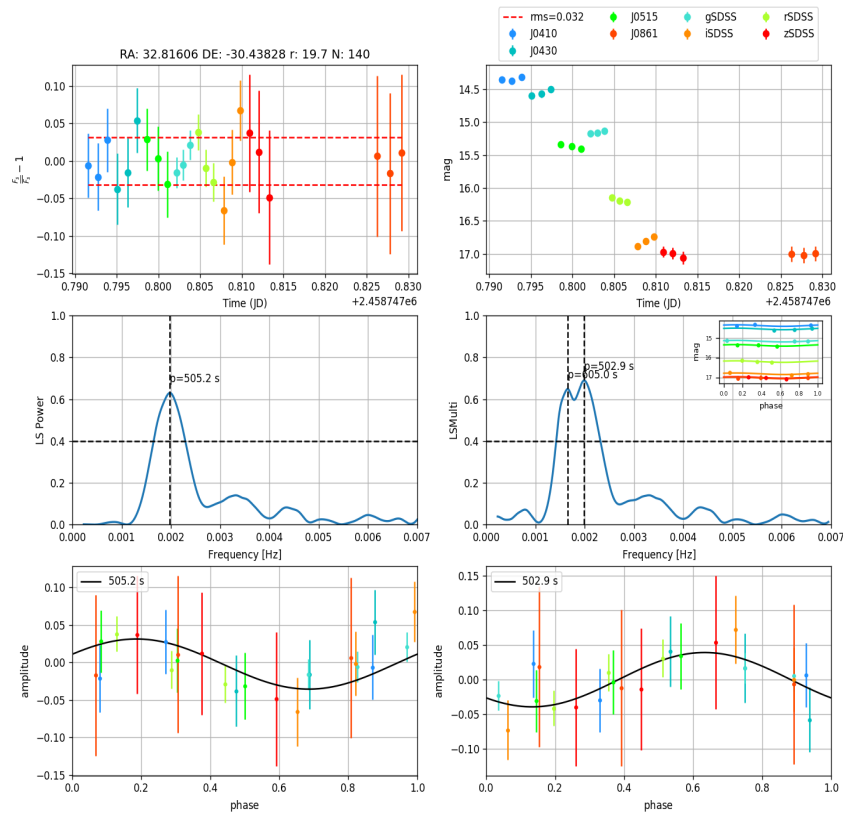 RA: 32.81606 DE: -30.43828 r: 19.7 N: 140
rms=0.032 J0515 gSDSS rSDSS
J0410 J0861 iSDSS zSDSS
J0430
0.10
0.05
0.00
−0.05
−0.10
−0.15
0.790 0.795 0.800 0.805 0.810 0.815 0.820 0.825 0.830
Time (JD) +2.458747e6
mag
14.5
15.0
15.5
16.0
16.5
17.0
0.790 0.795 0.800 0.805 0.810 0.815 0.820 0.825 0.830
Time (JD) +2.458747e6
LS Power
1.0
0.8
0.6
0.4
0.2
0.0
p=505.2 s
0.000 0.001 0.002 0.003 0.004 0.005 0.006 0.007
Frequency [Hz]
LSMulti
1.0
0.8
0.6
0.4
0.2
0.0
p=502.9 s
p=605.0 s
mag
15
16
17
0.0 0.2 0.4 0.6 0.8 1.0
phase
0.000 0.001 0.002 0.003 0.004 0.005 0.006 0.007
Frequency [Hz]
amplitude
505.2 s
0.10
0.05
0.00
−0.05
−0.10
−0.15
0.0 0.2 0.4 0.6 0.8 1.0
phase
amplitude
502.9 s
0.15
0.10
0.05
0.00
−0.05
−0.10
0.0 0.2 0.4 0.6 0.8 1.0
phase